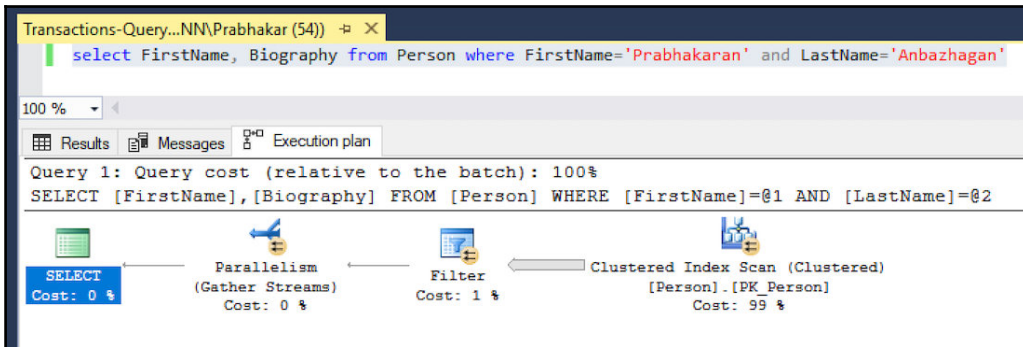 Transactions-Query...NN\Prabhakar (54))
select FirstName, Biography from Person where FirstName='Prabhakaran' and LastName='Anbazhagan'
100 %
Results Messages Execution plan
Query 1: Query cost (relative to the batch): 100%
SELECT [FirstName],[Biography] FROM [Person] WHERE [FirstName]=@1 AND [LastName]=@2
SELECT
Cost: 0 %
Parallelism
(Gather Streams)
Cost: 0 %
Filter
Cost: 1 %
Clustered Index Scan (Clustered)
[Person].[PK_Person]
Cost: 99 %